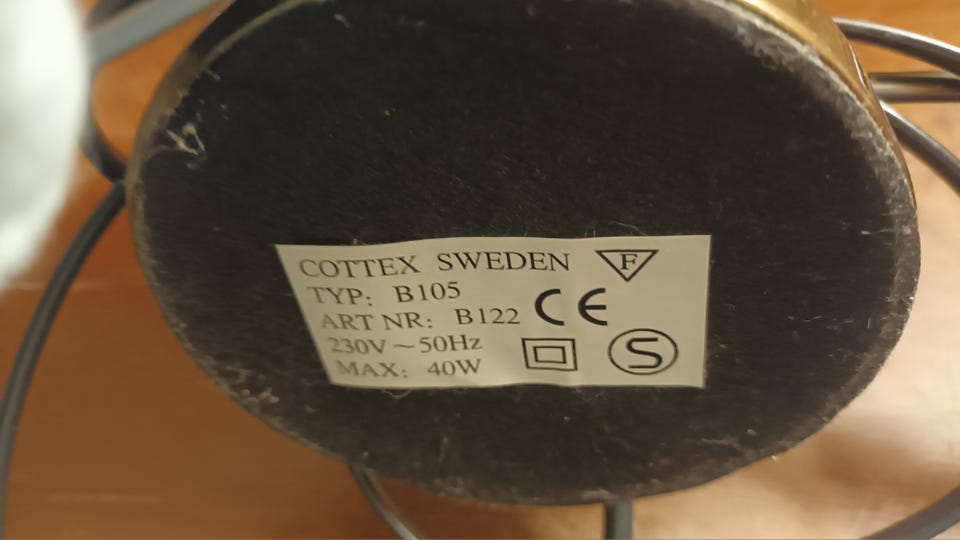 COTTEX SWEDEN F
TYP: B105
ART NR: B122 CE
230V ~ 50Hz
MAX: 40W S